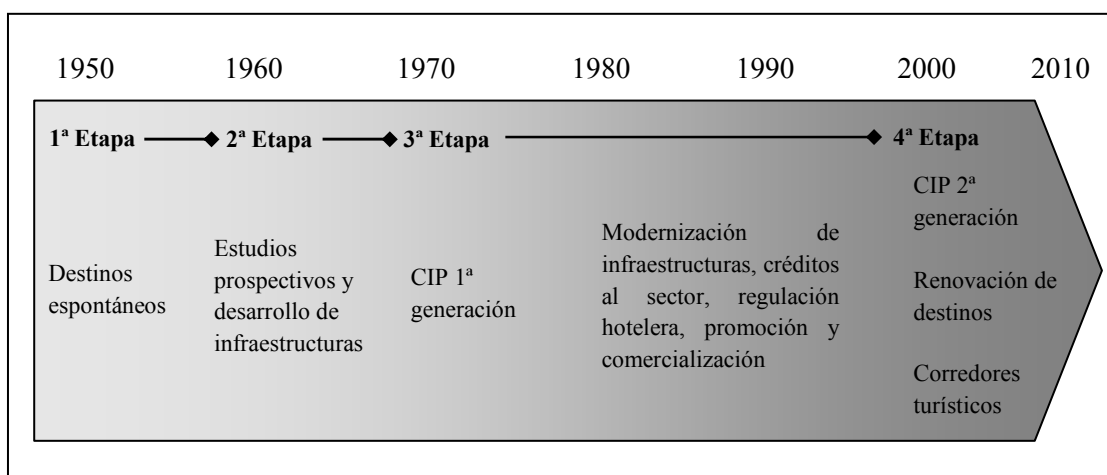 1950 1960 1970 1980 1990 2000 2010
1ª Etapa 2ª Etapa 3ª Etapa 4ª Etapa
Destinos
espontáneos
Estudios
prospectivos y
desarrollo de
infraestructuras
CIP 1ª
generación
Modernización de
infraestructuras, créditos
al sector, regulación
hotelera, promoción y
comercialización
CIP 2ª
generación
Renovación de
destinos
Corredores
turísticos